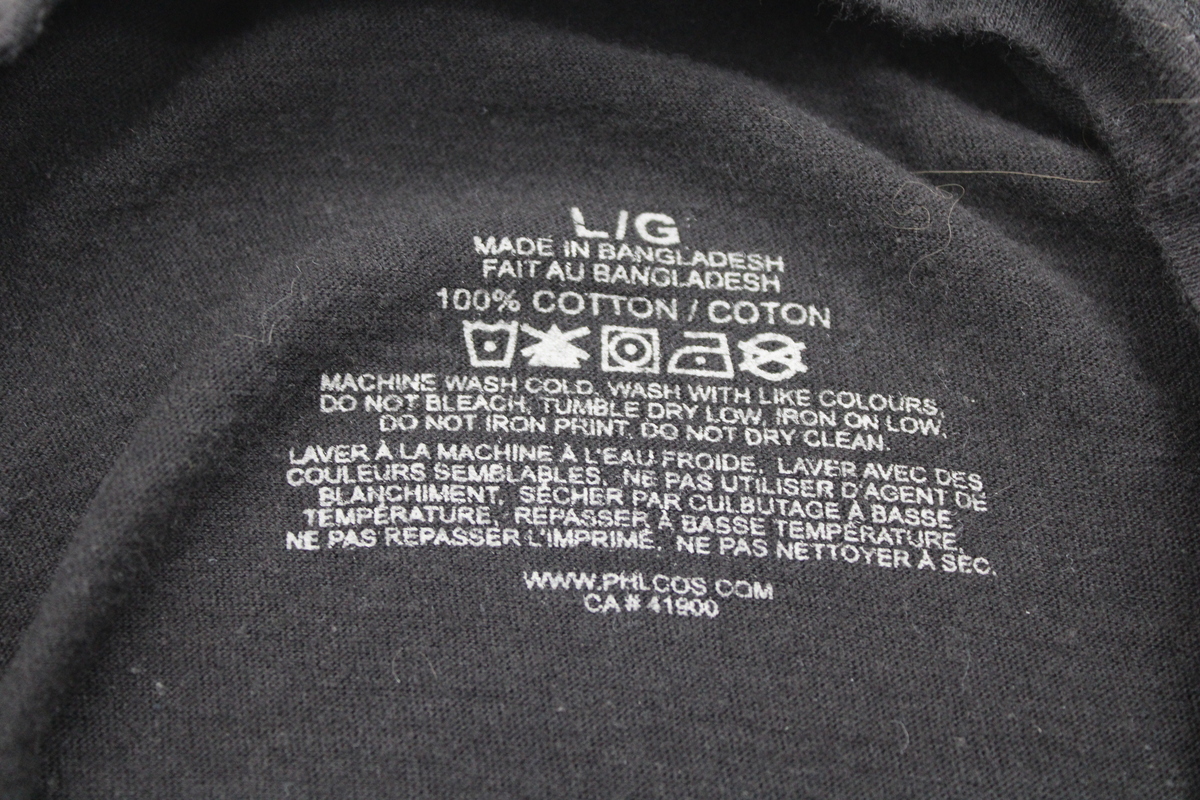 L/G
MADE IN BANGLADESH
FAIT AU BANGLADESH
100% COTTON / COTON
MACHINE WASH COLD, WASH WITH LIKE COLOURS,
DO NOT BLEACH, TUMBLE DRY LOW, IRON ON LOW,
DO NOT IRON PRINT, DO NOT DRY CLEAN.
LAVER À LA MACHINE À L'EAU FROIDE, LAVER AVEC DES
COULEURS SEMBLABLES, NE PAS UTILISER D'AGENT DE
BLANCHIMENT, SÉCHER PAR CULBUTAGE À BASSE
TEMPÉRATURE, REPASSER À BASSE TEMPÉRATURE,
NE PAS REPASSER L'IMPRIMÉ, NE PAS NETTOYER À SEC.
WWW.PHLCOS.COM
CA # 41900